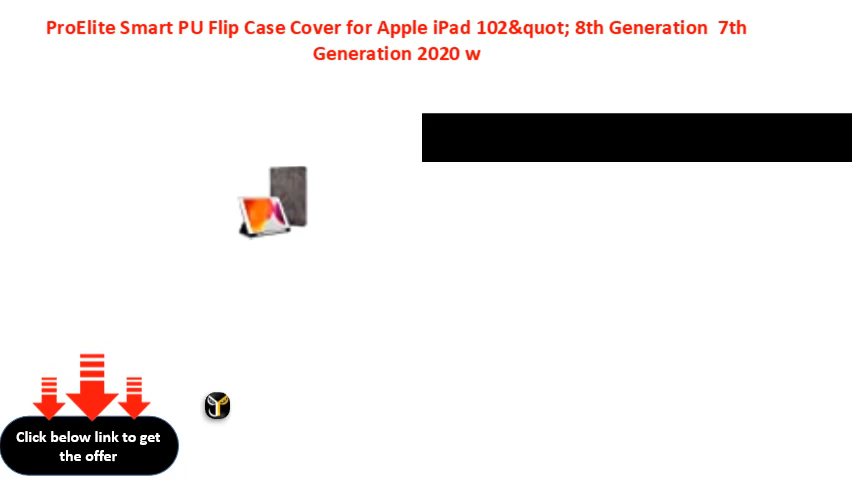 ProElite Smart PU Flip Case Cover for Apple iPad 102&quot; 8th Generation  7th
Generation 2020 w
Click below link to get
the offer